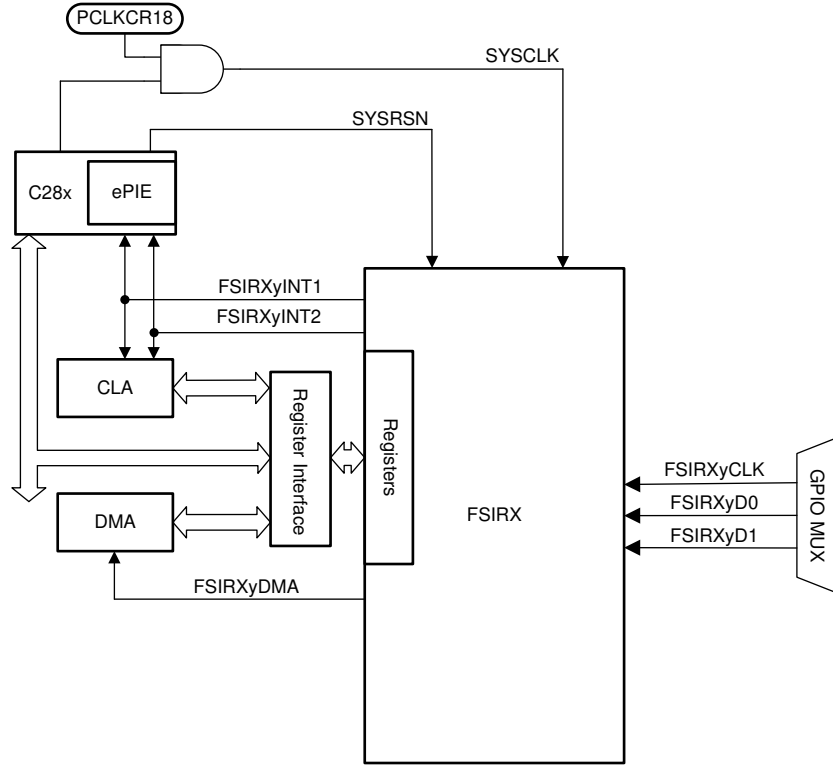 PCLKCR18
SYSCLK
SYSRSN
C28x
ePIE
FSIRXyINT1
FSIRXyINT2
CLA
Register Interface
Registers
FSIRXyCLK
FSIRXyD0
FSIRXyD1
GPIO MUX
FSIRX
DMA
FSIRXyDMA